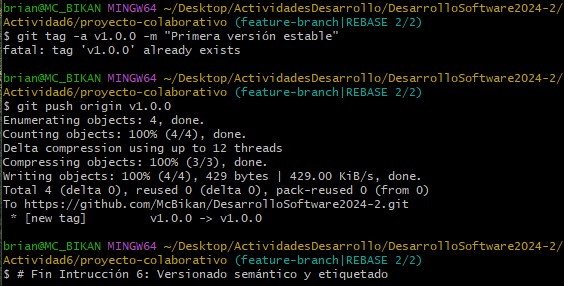 brian@MC_BIKAN MINGW64 ~/Desktop/ActividadesDesarrollo/DesarrolloSoftware2024-2/
Actividad6/proyecto-colaborativo (feature-branch|REBASE 2/2)
$ git tag -a v1.0.0 -m "Primera versión estable"
fatal: tag 'v1.0.0' already exists
brian@MC_BIKAN MINGW64 ~/Desktop/ActividadesDesarrollo/DesarrolloSoftware2024-2/
Actividad6/proyecto-colaborativo (feature-branch|REBASE 2/2)
$ git push origin v1.0.0
Enumerating objects: 4, done.
Counting objects: 100% (4/4), done.
Delta compression using up to 12 threads
Compressing objects: 100% (3/3), done.
Writing objects: 100% (4/4), 429 bytes | 429.00 KiB/s, done.
Total 4 (delta 0), reused 0 (delta 0), pack-reused 0 (from 0)
To https://github.com/McBikan/DesarrolloSoftware2024-2.git
 * [new tag]         v1.0.0 -> v1.0.0
brian@MC_BIKAN MINGW64 ~/Desktop/ActividadesDesarrollo/DesarrolloSoftware2024-2/
Actividad6/proyecto-colaborativo (feature-branch|REBASE 2/2)
$ # Fin Intrucción 6: Versionado semántico y etiquetado